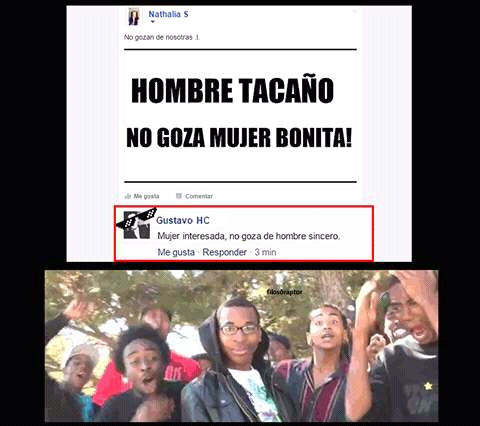 Nathalia S
No gozan de nosotras .l.
HOMBRE TACAÑO
NO GOZA MUJER BONITA!
Me gusta Comentar
Gustavo HC
Mujer interesada, no goza de hombre sincero.
Me gusta · Responder · 3 min
filos0raptor